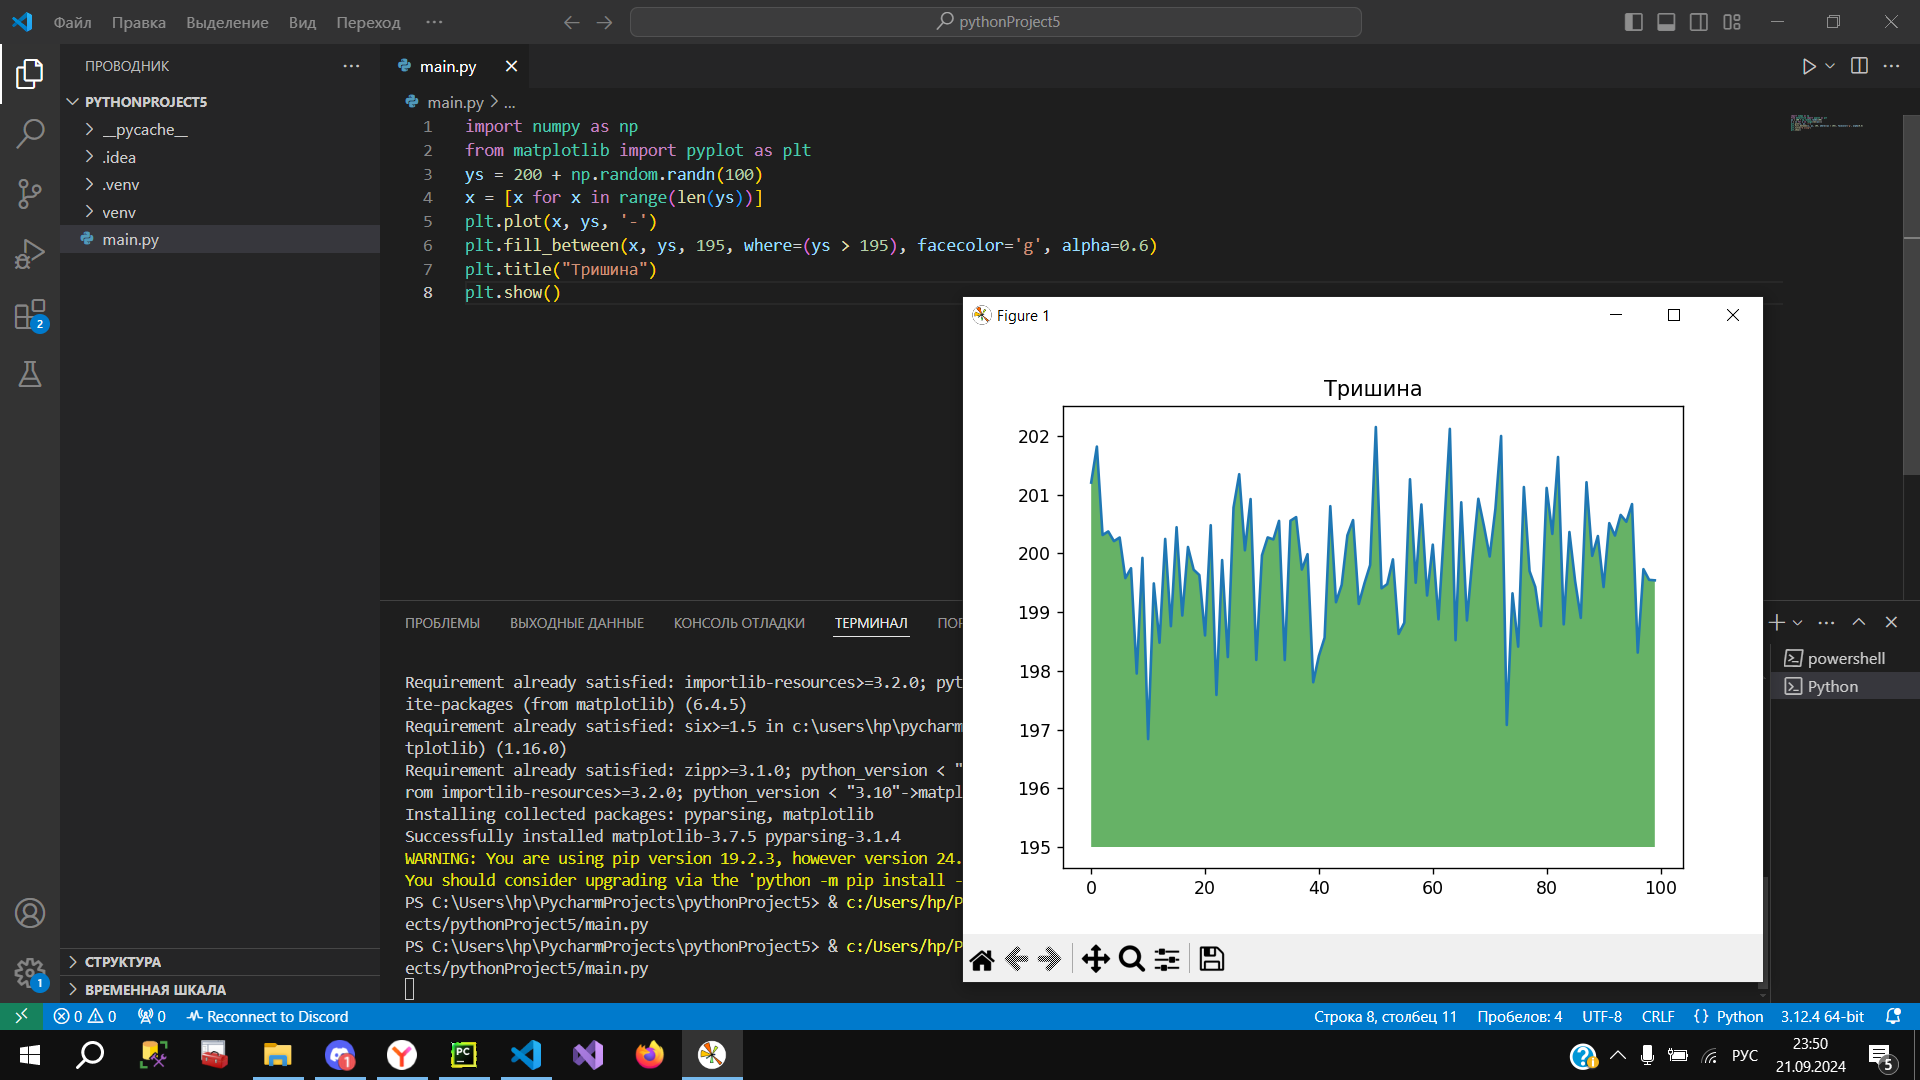 Файл Правка Выделение Вид Переход ··· pythonProject5
ПРОВОДНИК
PYTHONPROJECT5
__pycache__
.idea
.venv
venv
main.py
СТРУКТУРА
ВРЕМЕННАЯ ШКАЛА
2
1
main.py
main.py > ...
1 import numpy as np
2 from matplotlib import pyplot as plt
3 ys = 200 + np.random.randn(100)
4 x = [x for x in range(len(ys))]
5 plt.plot(x, ys, '-')
6 plt.fill_between(x, ys, 195, where=(ys > 195), facecolor='g', alpha=0.6)
7 plt.title("Тришина")
8 plt.show()
Figure 1
Тришина
202
201
200
199
198
197
196
195
0 20 40 60 80 100
ПРОБЛЕМЫ ВЫХОДНЫЕ ДАННЫЕ КОНСОЛЬ ОТЛАДКИ ТЕРМИНАЛ ПОР
Requirement already satisfied: importlib-resources>=3.2.0; pyt
ite-packages (from matplotlib) (6.4.5)
Requirement already satisfied: six>=1.5 in c:\users\hp\pycharm
tplotlib) (1.16.0)
Requirement already satisfied: zipp>=3.1.0; python_version < "
rom importlib-resources>=3.2.0; python_version < "3.10"->matpl
Installing collected packages: pyparsing, matplotlib
Successfully installed matplotlib-3.7.5 pyparsing-3.1.4
WARNING: You are using pip version 19.2.3, however version 24.
You should consider upgrading via the 'python -m pip install -
PS C:\Users\hp\PycharmProjects\pythonProject5> & c:/Users/hp/P
ects/pythonProject5/main.py
PS C:\Users\hp\PycharmProjects\pythonProject5> & c:/Users/hp/P
ects/pythonProject5/main.py
powershell
Python
0 0 0 Reconnect to Discord Строка 8, столбец 11 Пробелов: 4 UTF-8 CRLF {} Python 3.12.4 64-bit
1 PC Y РУС 23:50
21.09.2024 5